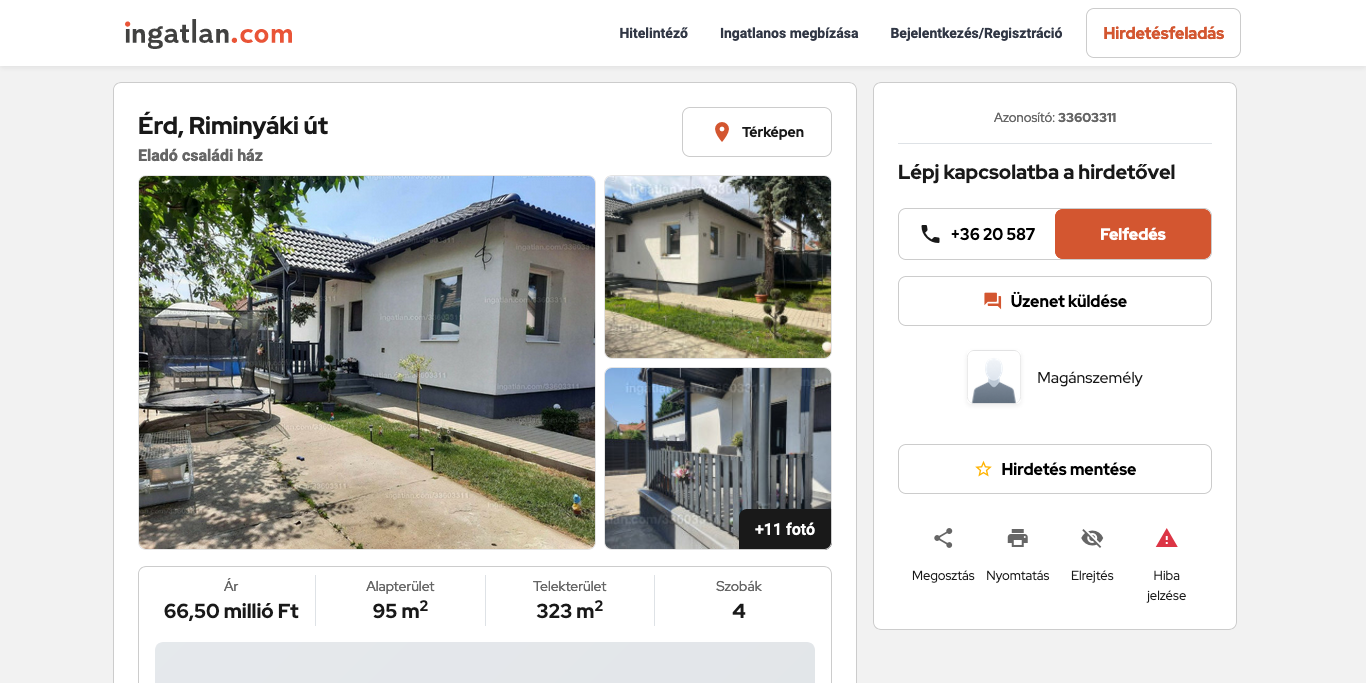 ingatlan.com
Hitelintéző
Ingatlanos megbízása
Bejelentkezés/Regisztráció
Hirdetésfeladás
Érd, Riminyáki út
Eladó családi ház
Térképen
+11 fotó
Ár
66,50 millió Ft
Alapterület
95 m²
Telekterület
323 m²
Szobák
4
Azonosító: 33603311
Lépj kapcsolatba a hirdetővel
+36 20 587
Felfedés
Üzenet küldése
Magánszemély
Hirdetés mentése
Megosztás
Nyomtatás
Elrejtés
Hiba
jelzése